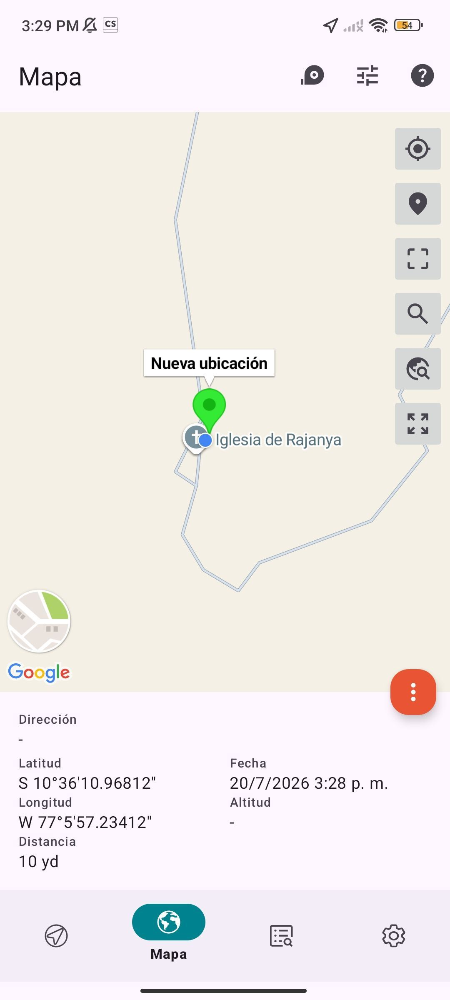 3:29 PM CS 54
Mapa
Nueva ubicación
Iglesia de Rajanya
Google
Dirección
-
Latitud Fecha
S 10°36'10.96812" 20/7/2026 3:28 p. m.
Longitud Altitud
W 77°5'57.23412" -
Distancia
10 yd
Mapa